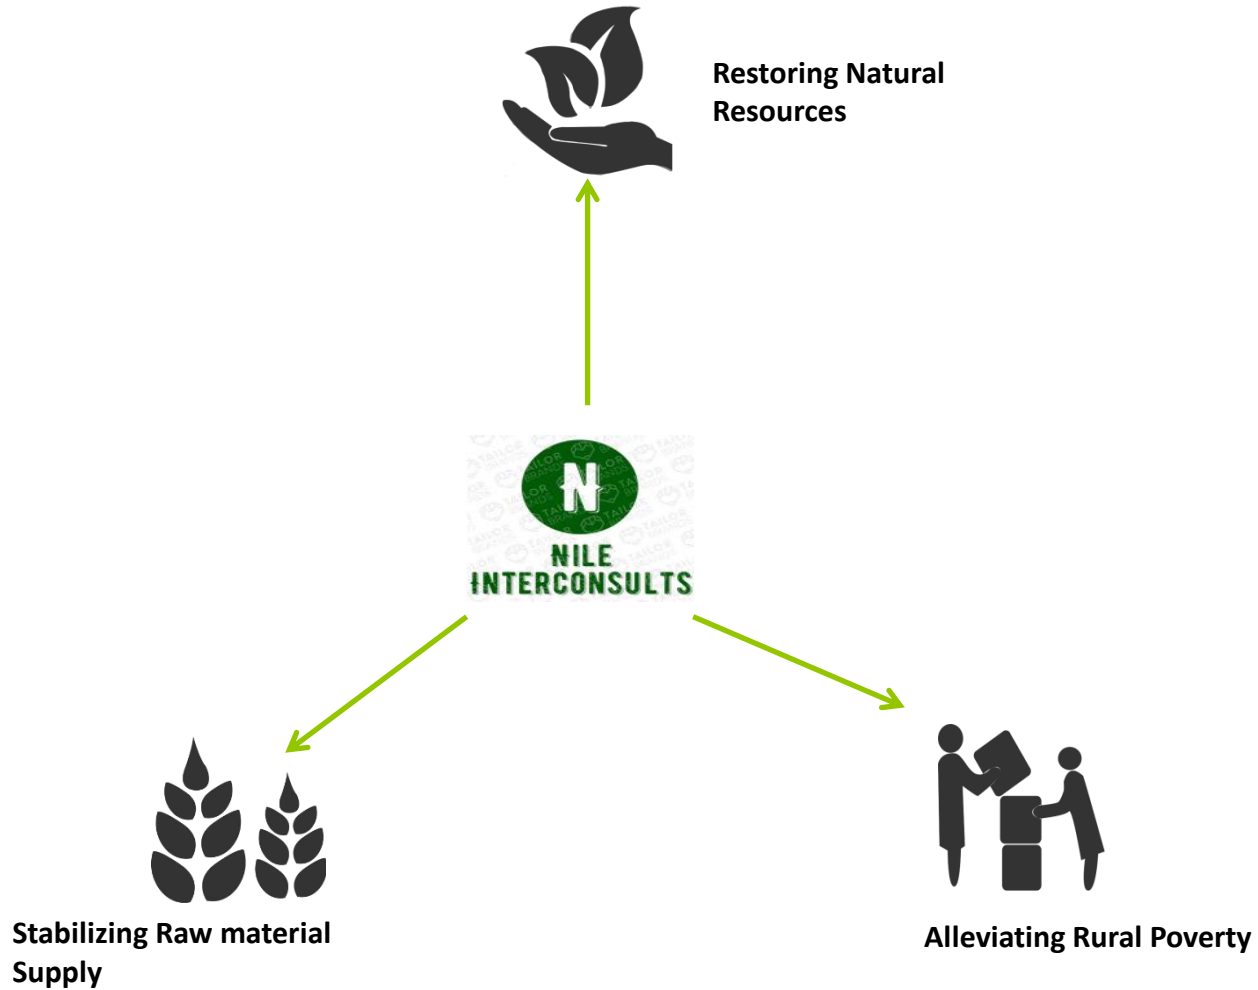 Restoring Natural
Resources
N
NILE
INTERCONSULTS
Stabilizing Raw material
Supply
Alleviating Rural Poverty